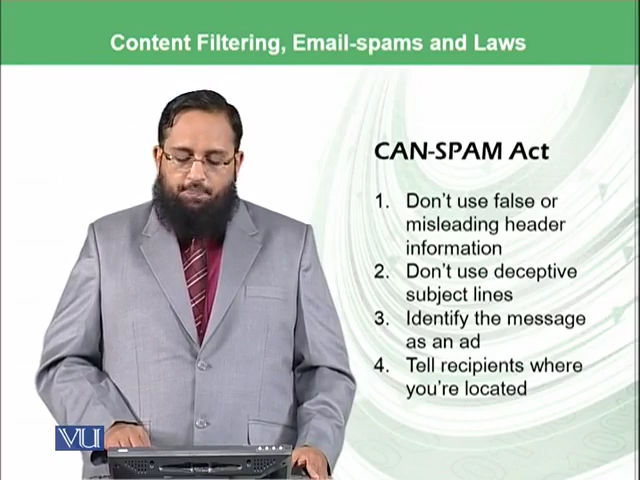 Content Filtering, Email-spams and Laws
CAN-SPAM Act
1. Don't use false or
misleading header
information
2. Don't use deceptive
subject lines
3. Identify the message
as an ad
4. Tell recipients where
you're located
VU